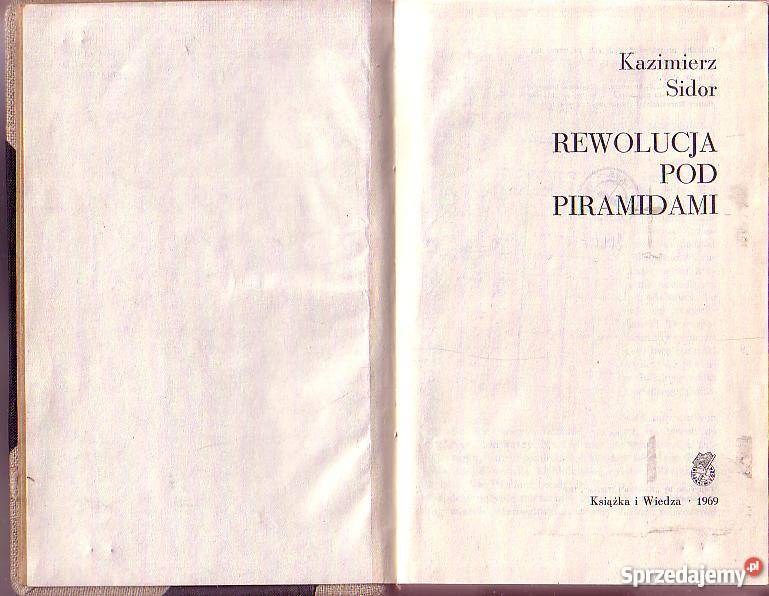 Kazimierz
Sidor
REWOLUCJA
POD
PIRAMIDAMI
Książka i Wiedza · 1969
Sprzedajemy.pl